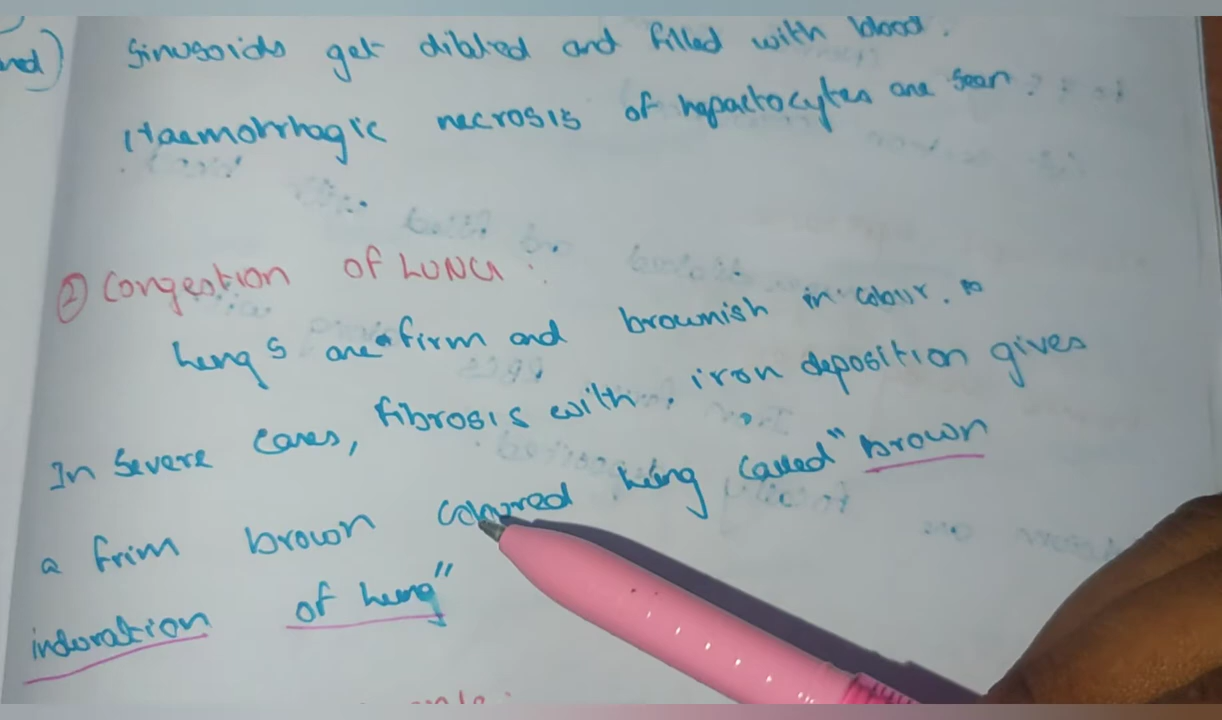 Sinusoids get dilated and filled with blood.
Haemorrhagic necrosis of hepactocytes are seen.
② Congestion of LUNG :
Lungs are firm and brownish in colour.
In Severe cases, fibrosis with iron deposition gives
a frim brown coloured lung called "brown
induration of lung"